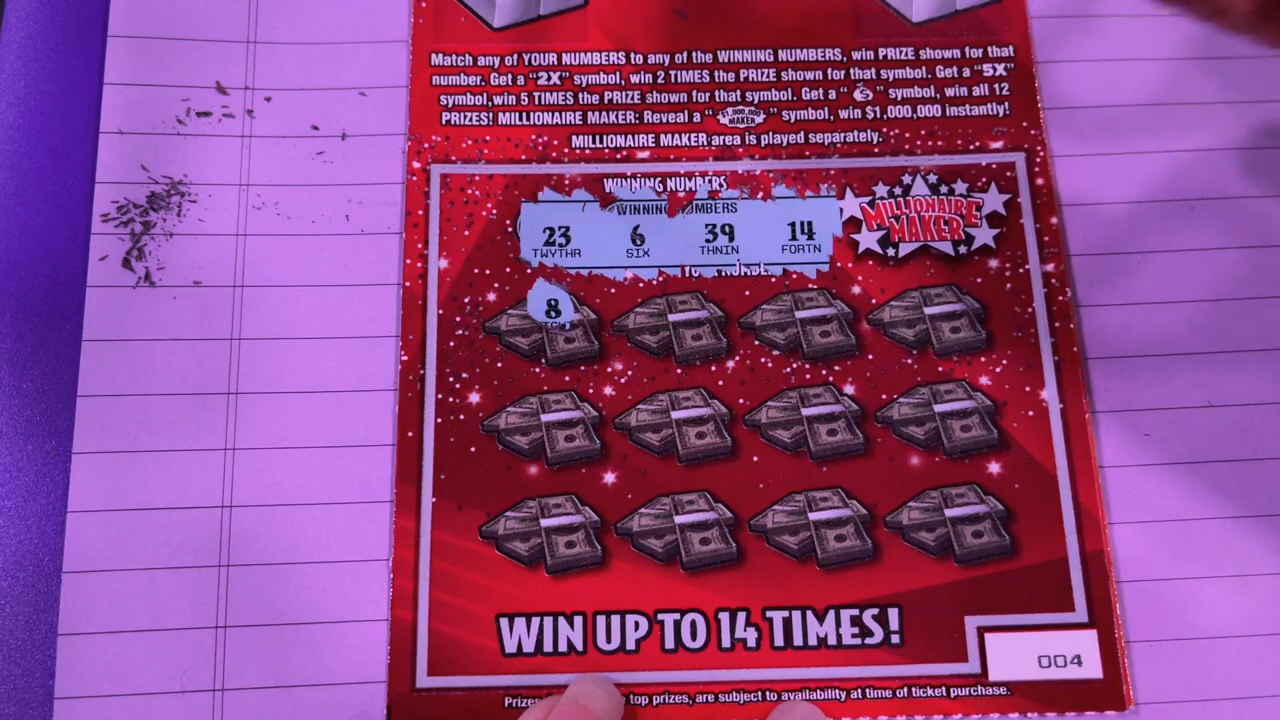 Match any of YOUR NUMBERS to any of the WINNING NUMBERS, win PRIZE shown for that
number. Get a "2X" symbol, win 2 TIMES the PRIZE shown for that symbol. Get a "5X"
symbol, win 5 TIMES the PRIZE shown for that symbol. Get a " $ " symbol, win all 12
PRIZES! MILLIONAIRE MAKER: Reveal a " $1,000,000 MAKER " symbol, win $1,000,000 instantly!
MILLIONAIRE MAKER area is played separately.
WINNING NUMBERS
WINNING
23 6 39 14
TWYTHR SIX THNIN FORTN
MILLIONAIRE
MAKER
8
WIN UP TO 14 TIMES!
004
top prizes, are subject to availability at time of ticket purchase.